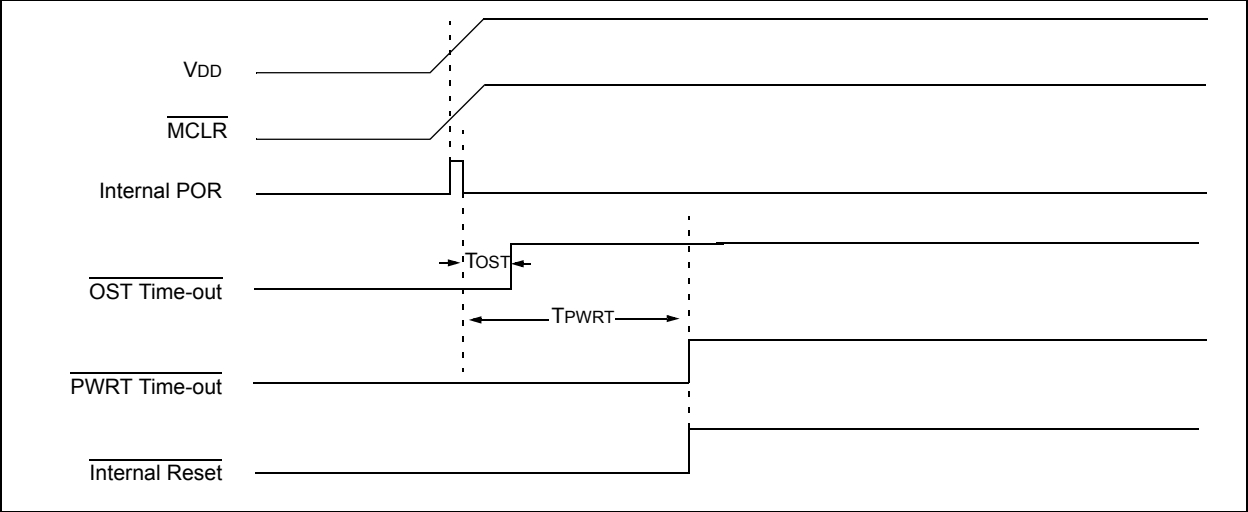 VDD
MCLR
Internal POR
TOST
OST Time-out
TPWRT
PWRT Time-out
Internal Reset